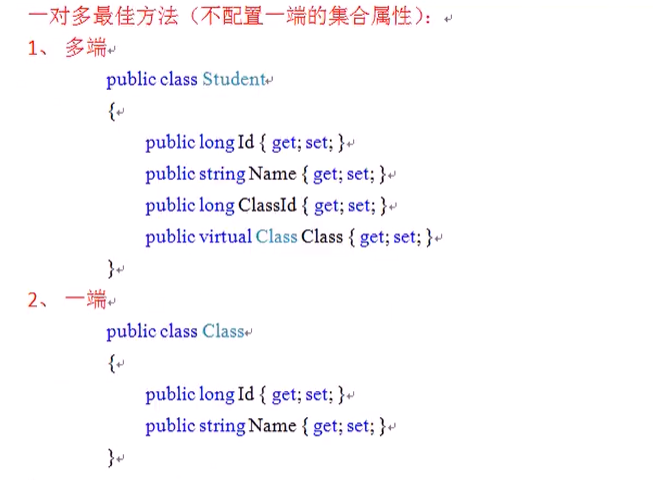 一对多最佳方法（不配置一端的集合属性）：
1、 多端
public class Student
{
public long Id { get; set; }
public string Name { get; set; }
public long ClassId { get; set; }
public virtual Class Class { get; set; }
}
2、 一端
public class Class
{
public long Id { get; set; }
public string Name { get; set; }
}